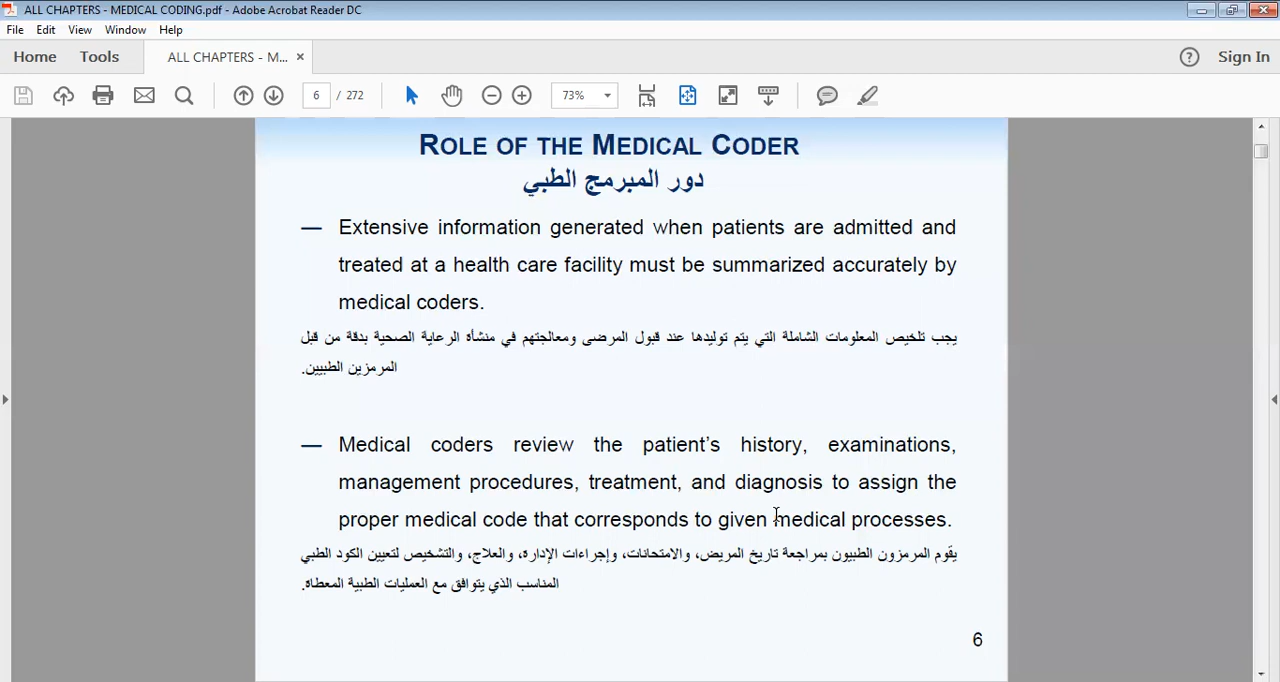 ALL CHAPTERS - MEDICAL CODING.pdf - Adobe Acrobat Reader DC
File Edit View Window Help
Home Tools ALL CHAPTERS - M... × ? Sign In
6 / 272 73%
ROLE OF THE MEDICAL CODER
دور المبرمج الطبي
— Extensive information generated when patients are admitted and
treated at a health care facility must be summarized accurately by
medical coders.
يجب تلخيص المعلومات الشاملة التي يتم توليدها عند قبول المرضى ومعالجتهم في منشأة الرعاية الصحية بدقة من قبل
المرمزين الطبيين.
— Medical coders review the patient's history, examinations,
management procedures, treatment, and diagnosis to assign the
proper medical code that corresponds to given medical processes.
يقوم المرمزون الطبيون بمراجعة تاريخ المريض، والامتحانات، وإجراءات الإدارة، والعلاج، والتشخيص لتعيين الكود الطبي
المناسب الذي يتوافق مع العمليات الطبية المعطاة.
6